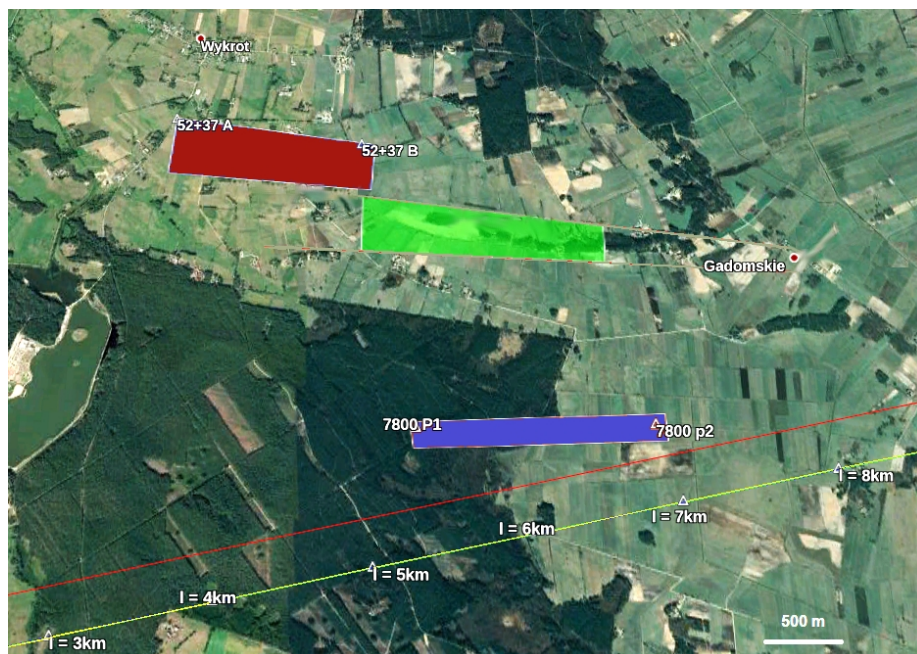 Wykrot
52+37 A
52+37 B
Gadomskie
7800 P1
7800 p2
l = 8km
l = 7km
l = 6km
l = 5km
l = 4km
l = 3km
500 m